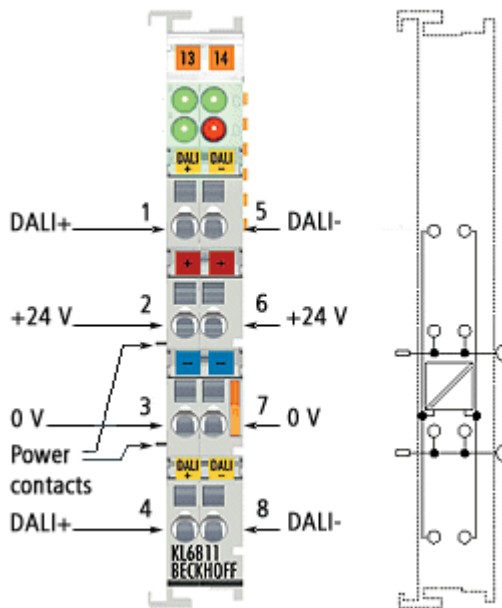 13 14
DALI + DALI -
DALI+ 1 5 DALI-
+ +
+24 V 2 6 +24 V
- -
0 V 3 7 0 V
Power
contacts
DALI + DALI -
DALI+ 4 8 DALI-
KL6811
BECKHOFF